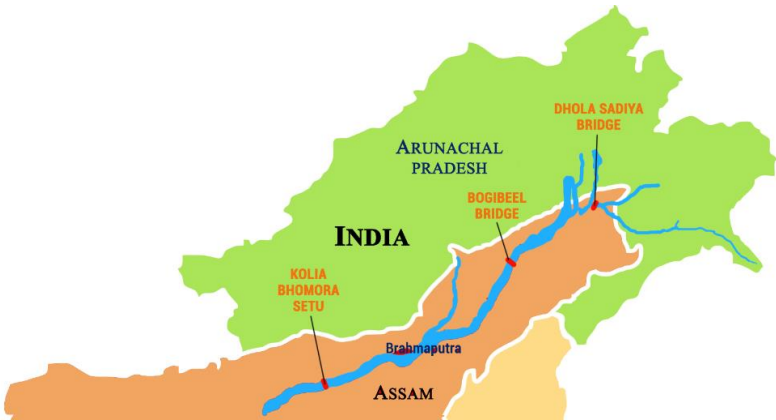 DHOLA SADIYA
BRIDGE
ARUNACHAL
PRADESH
BOGIBEEL
BRIDGE
INDIA
KOLIA
BHOMORA
SETU
Brahmaputra
ASSAM